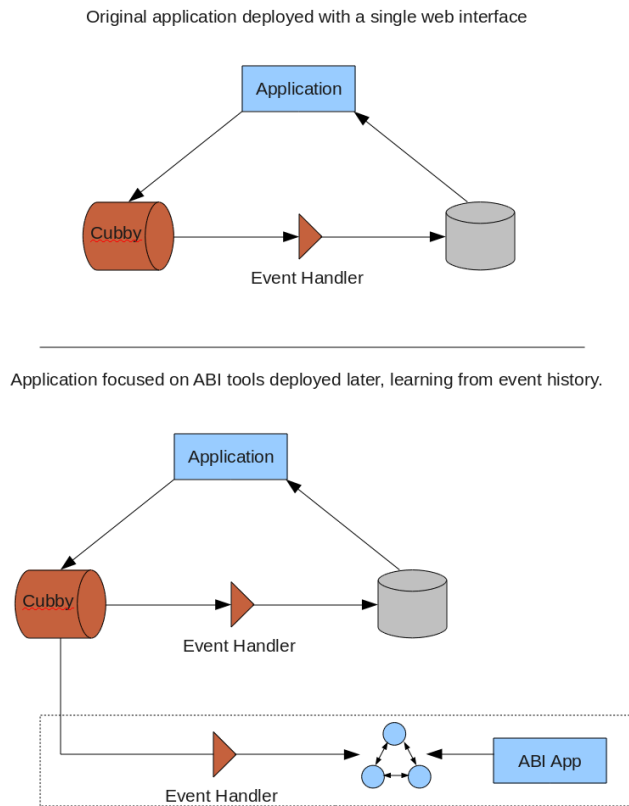 Original application deployed with a single web interface
Application
Cubby
Event Handler
Application focused on ABI tools deployed later, learning from event history.
Application
Cubby
Event Handler
ABI App
Event Handler